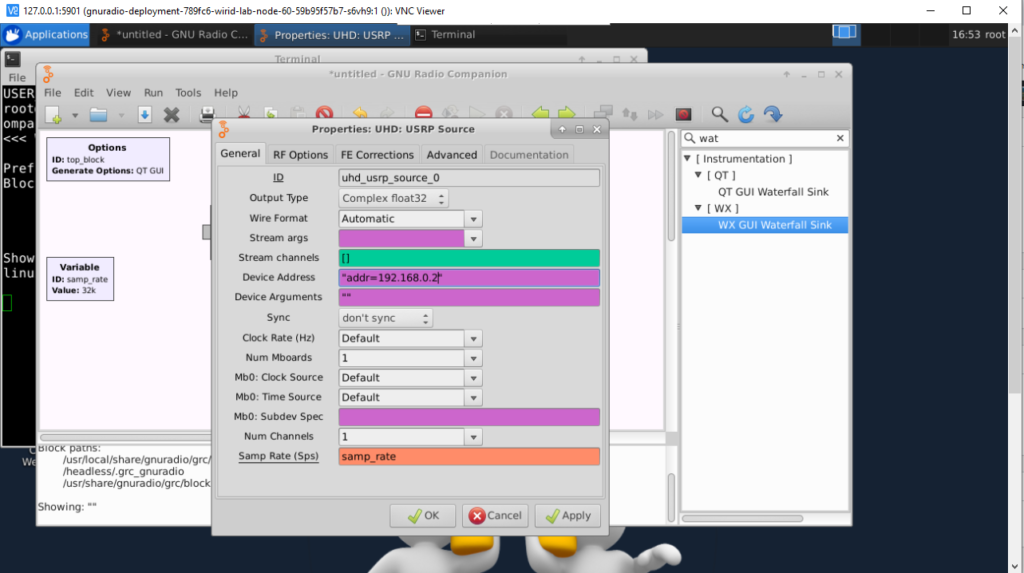 127.0.0.1:5901 (gnuradio-deployment-789fc6-wirid-lab-node-60-59b95f57b7-s6vh9:1 ()): VNC Viewer
Applications
*untitled - GNU Radio C...
Properties: UHD: USRP ...
Terminal
16:53 root
Terminal
File
USER
root
ompa
<<<
Pref
Bloc
Show
linu
*untitled - GNU Radio Companion
File Edit View Run Tools Help
Options
ID: top_block
Generate Options: QT GUI
Variable
ID: samp_rate
Value: 32k
Block paths:
/usr/local/share/gnuradio/grc/
/headless/.grc_gnuradio
/usr/share/gnuradio/grc/block
Showing: ""
We
wat
[ Instrumentation ]
[ QT ]
QT GUI Waterfall Sink
[ WX ]
WX GUI Waterfall Sink
Properties: UHD: USRP Source
General RF Options FE Corrections Advanced Documentation
ID uhd_usrp_source_0
Output Type Complex float32
Wire Format Automatic
Stream args
Stream channels []
Device Address "addr=192.168.0.2"
Device Arguments ""
Sync don't sync
Clock Rate (Hz) Default
Num Mboards 1
Mb0: Clock Source Default
Mb0: Time Source Default
Mb0: Subdev Spec
Num Channels 1
Samp Rate (Sps) samp_rate
OK Cancel Apply